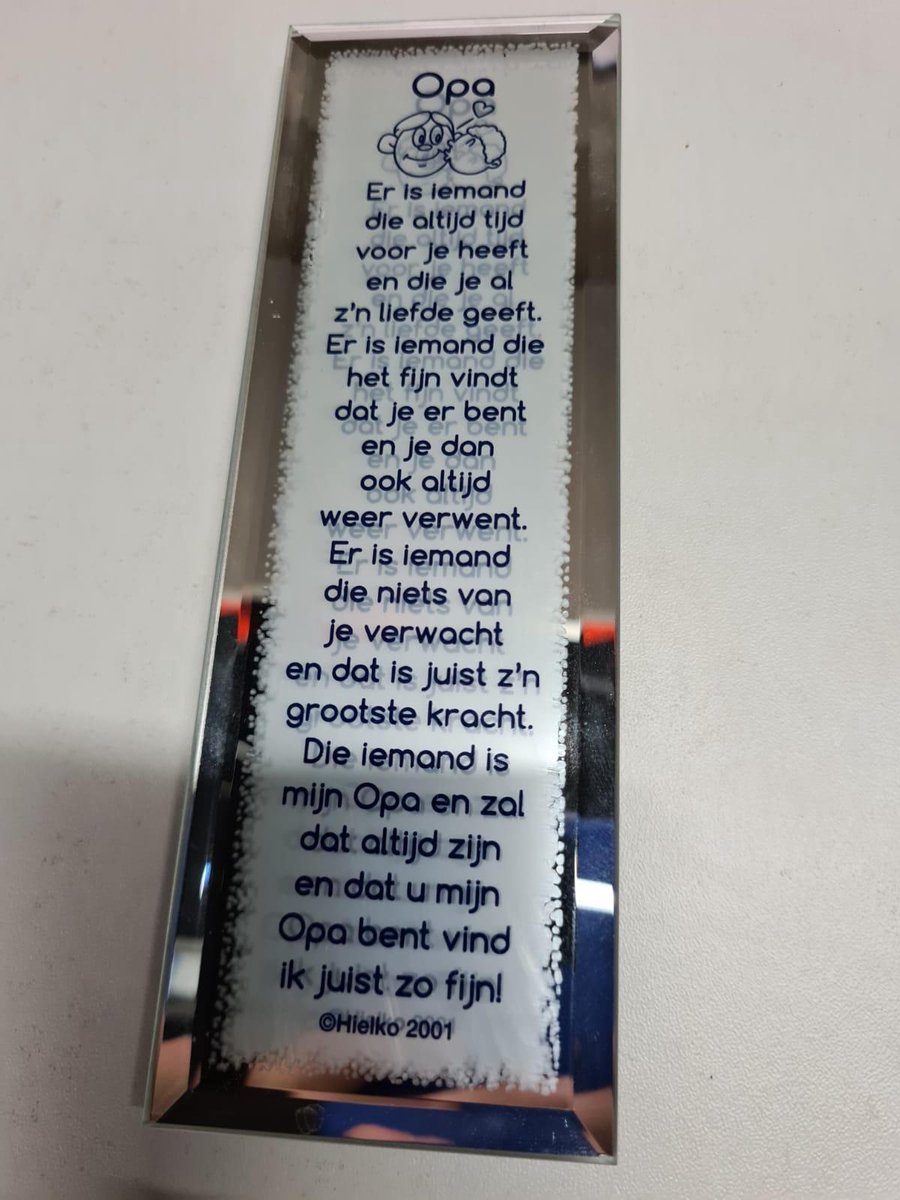 Opa
Er is iemand
die altijd tijd
voor je heeft
en die je al
z'n liefde geeft.
Er is iemand die
het fijn vindt
dat je er bent
en je dan
ook altijd
weer verwent.
Er is iemand
die niets van
je verwacht
en dat is juist z'n
grootste kracht.
Die iemand is
mijn Opa en zal
dat altijd zijn
en dat u mijn
Opa bent vind
ik juist zo fijn!
©Hielko 2001